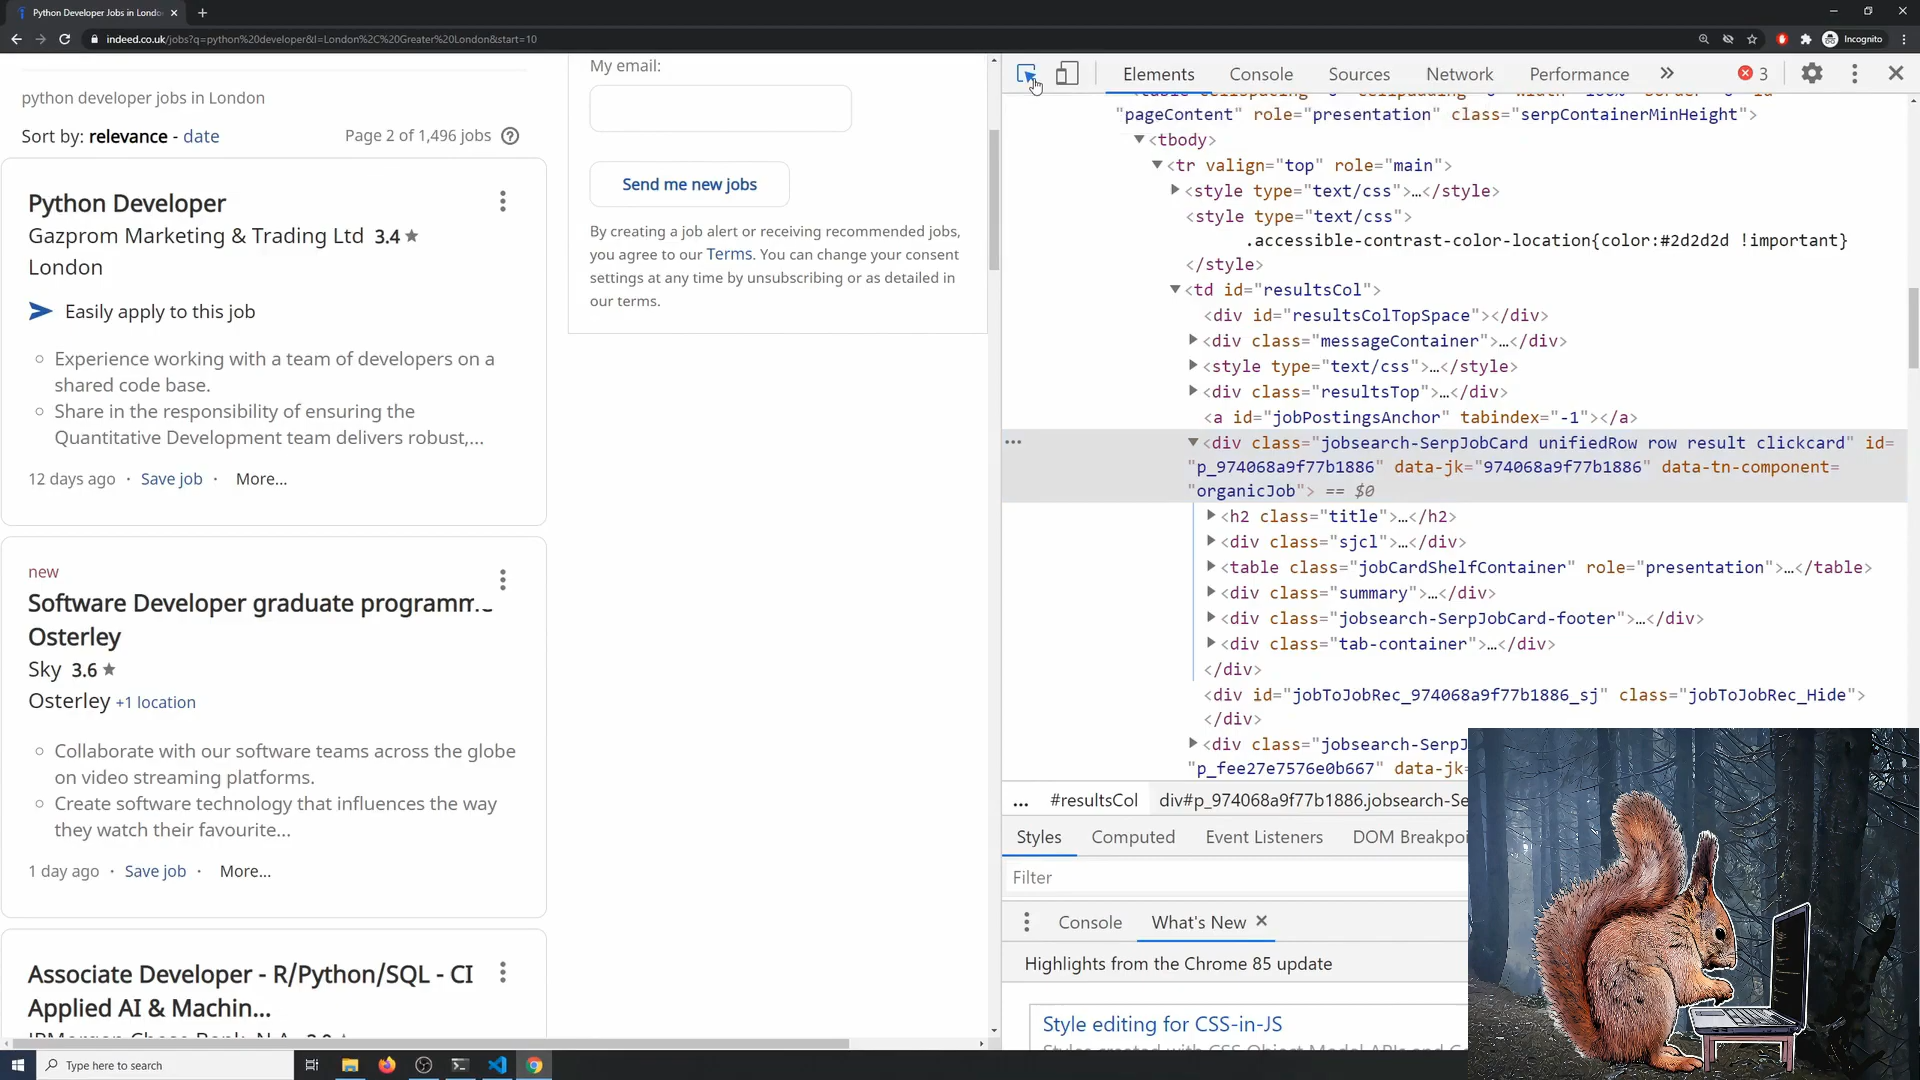 Python Developer Jobs in Londo
indeed.co.uk/jobs?q=python%20developer&l=London%2C%20Greater%20London&start=10
Incognito
python developer jobs in London
Sort by: relevance - date
Page 2 of 1,496 jobs
Python Developer
Gazprom Marketing & Trading Ltd 3.4
London
Easily apply to this job
Experience working with a team of developers on a
shared code base.
Share in the responsibility of ensuring the
Quantitative Development team delivers robust,...
12 days ago · Save job · More...
new
Software Developer graduate programm...
Osterley
Sky 3.6
Osterley +1 location
Collaborate with our software teams across the globe
on video streaming platforms.
Create software technology that influences the way
they watch their favourite...
1 day ago · Save job · More...
Associate Developer - R/Python/SQL - CI
Applied AI & Machin...
My email:
Send me new jobs
By creating a job alert or receiving recommended jobs,
you agree to our Terms. You can change your consent
settings at any time by unsubscribing or as detailed in
our terms.
Elements Console Sources Network Performance » 3
"pageContent" role="presentation" class="serpContainerMinHeight">
<tbody>
<tr valign="top" role="main">
<style type="text/css">…</style>
<style type="text/css">
.accessible-contrast-color-location{color:#2d2d2d !important}
</style>
<td id="resultsCol">
<div id="resultsColTopSpace"></div>
<div class="messageContainer">…</div>
<style type="text/css">…</style>
<div class="resultsTop">…</div>
<a id="jobPostingsAnchor" tabindex="-1"></a>
<div class="jobsearch-SerpJobCard unifiedRow row result clickcard" id=
"p_974068a9f77b1886" data-jk="974068a9f77b1886" data-tn-component=
"organicJob"> == $0
<h2 class="title">…</h2>
<div class="sjcl">…</div>
<table class="jobCardShelfContainer" role="presentation">…</table>
<div class="summary">…</div>
<div class="jobsearch-SerpJobCard-footer">…</div>
<div class="tab-container">…</div>
</div>
<div id="jobToJobRec_974068a9f77b1886_sj" class="jobToJobRec_Hide">
</div>
<div class="jobsearch-SerpJ
"p_fee27e7576e0b667" data-jk=
... #resultsCol div#p_974068a9f77b1886.jobsearch-Se
Styles Computed Event Listeners DOM Breakpoi
Filter
Console What's New
Highlights from the Chrome 85 update
Style editing for CSS-in-JS
Type here to search